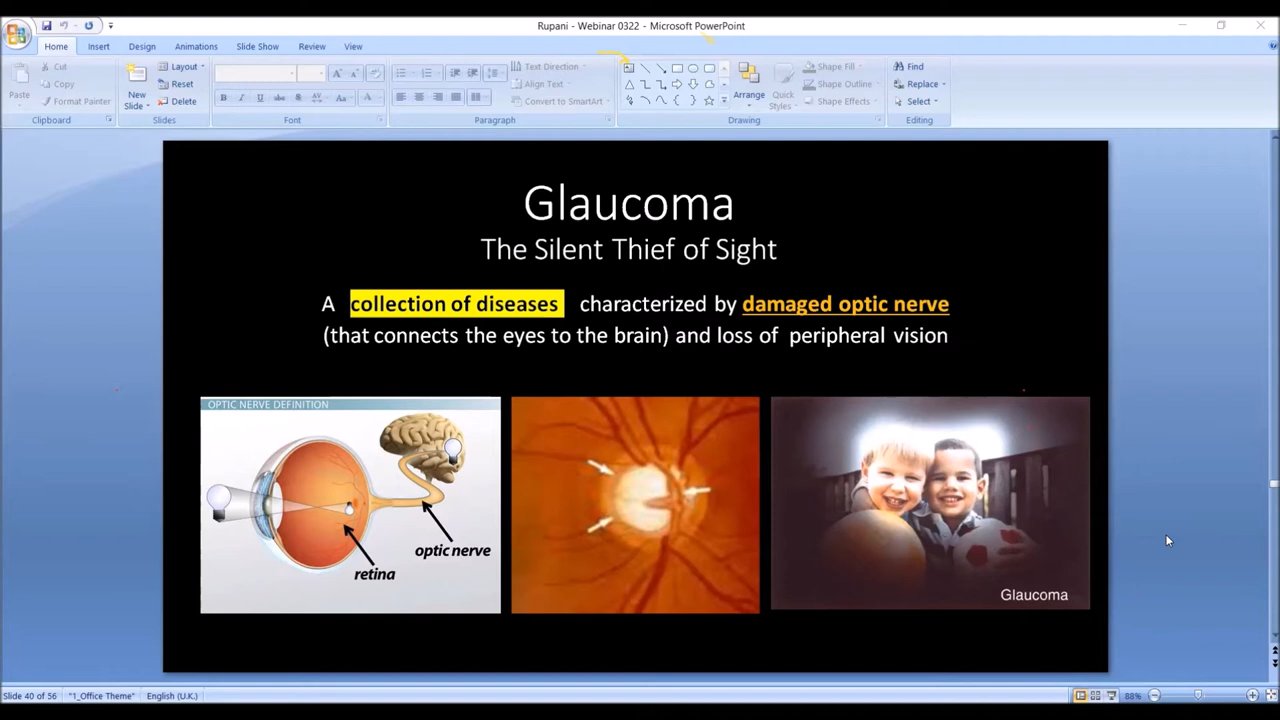 Rupani - Webinar 0322 - Microsoft PowerPoint
Home Insert Design Animations Slide Show Review View
Paste
Cut
Copy
Format Painter
Clipboard
New Slide
Layout
Reset
Delete
Slides
B I U S AV Aa A
Font
Text Direction
Align Text
Convert to SmartArt
Paragraph
Arrange
Quick Styles
Shape Fill
Shape Outline
Shape Effects
Drawing
Find
Replace
Select
Editing
Glaucoma
The Silent Thief of Sight
A collection of diseases characterized by damaged optic nerve
(that connects the eyes to the brain) and loss of peripheral vision
OPTIC NERVE DEFINITION
optic nerve
retina
Glaucoma
Slide 40 of 56 "1_Office Theme" English (U.K.) 88%